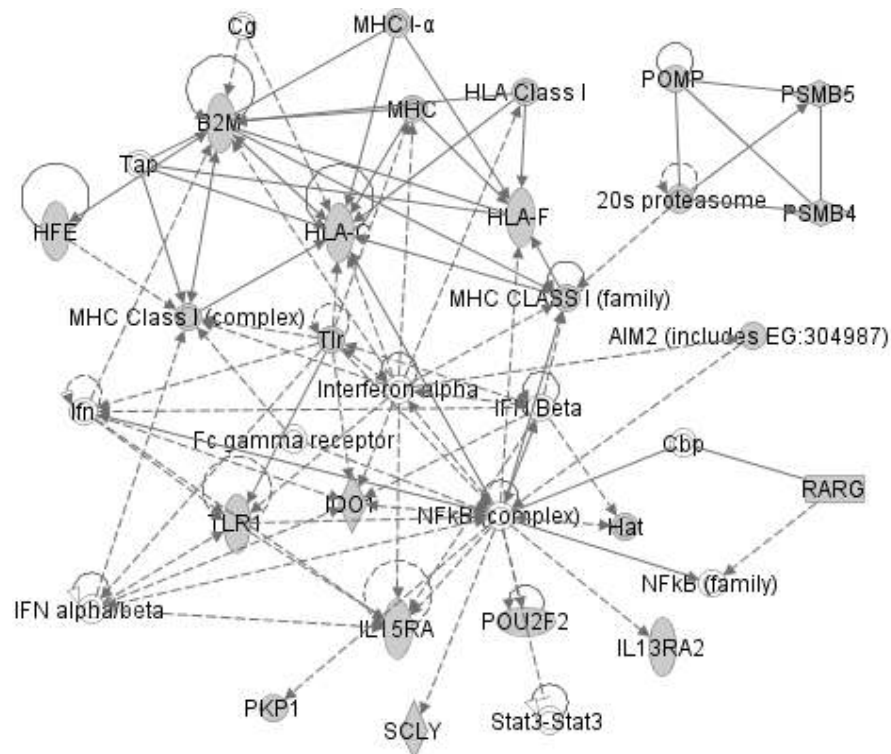 Cg
MHC I-α
POMP
HLA Class I
PSMB5
MHC
B2M
Tap
20s proteasome
PSMB4
HLA-F
HFE
HLA-C
MHC CLASS I (family)
MHC Class I (complex)
AIM2 (includes EG:304987)
Tlr
Interferon alpha
IFN Beta
Ifn
Fc gamma receptor
Cbp
RARG
IDO1
NFkB (complex)
TLR1
Hat
NFkB (family)
IFN alpha/beta
IL15RA
POU2F2
IL13RA2
PKP1
Stat3-Stat3
SCLY